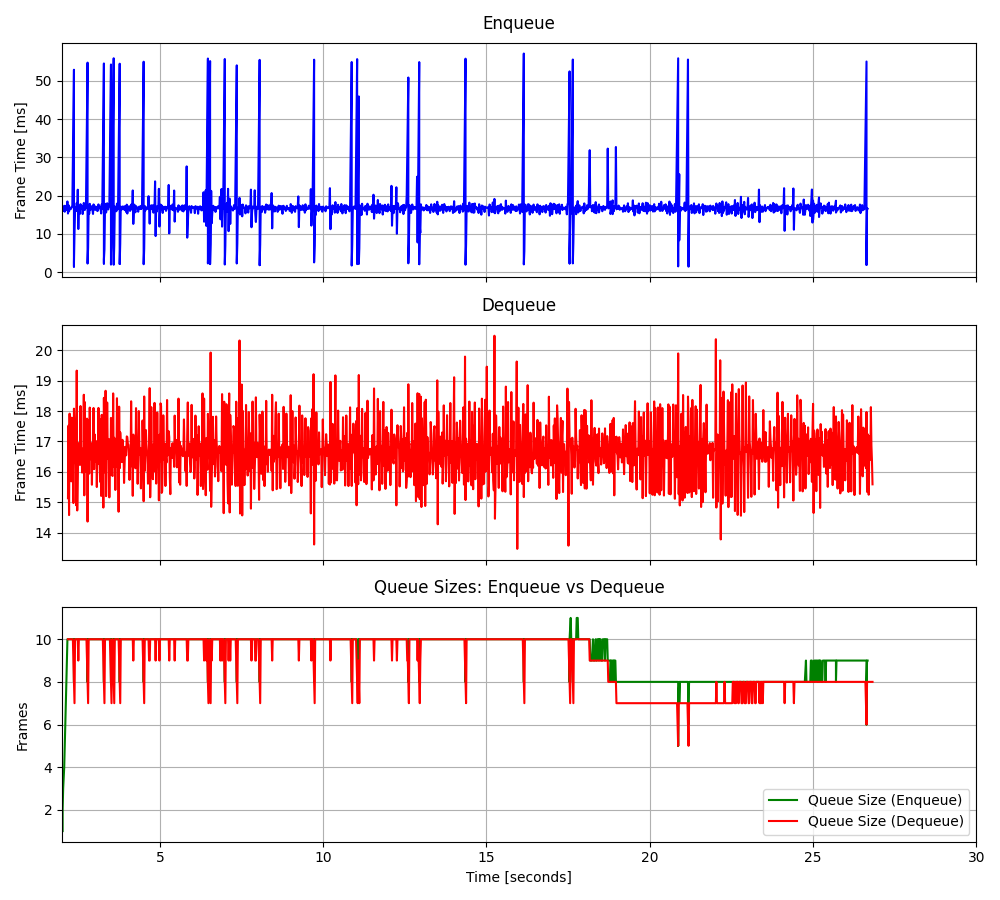 Enqueue
Frame Time [ms]
50
40
30
20
10
0
Dequeue
Frame Time [ms]
20
19
18
17
16
15
14
Queue Sizes: Enqueue vs Dequeue
Frames
10
8
6
4
2
Queue Size (Enqueue)
Queue Size (Dequeue)
5 10 15 20 25 30
Time [seconds]